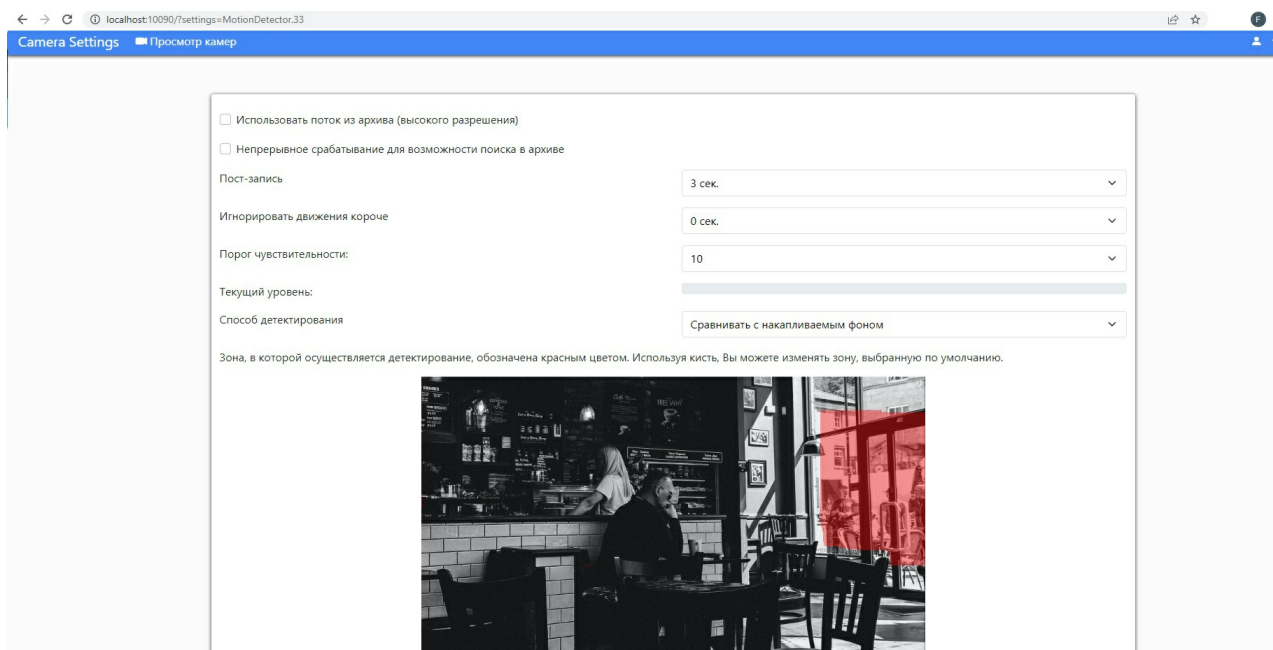 localhost:10090/?settings=MotionDetector.33
F
Camera Settings Просмотр камер
Использовать поток из архива (высокого разрешения)
Непрерывное срабатывание для возможности поиска в архиве
Пост-запись
3 сек.
Игнорировать движения короче
0 сек.
Порог чувствительности:
10
Текущий уровень:
Способ детектирования
Сравнивать с накапливаемым фоном
Зона, в которой осуществляется детектирование, обозначена красным цветом. Используя кисть, Вы можете изменять зону, выбранную по умолчанию.